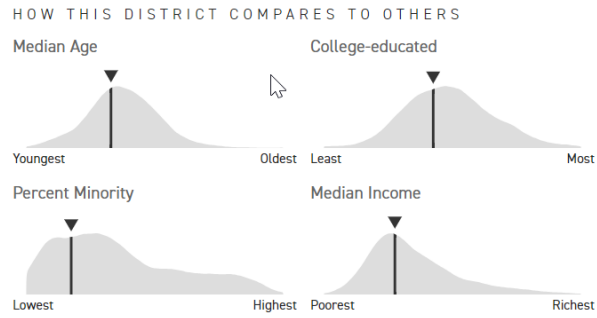 HOW THIS DISTRICT COMPARES TO OTHERS
Median Age
College-educated
Youngest
Oldest
Least
Most
Percent Minority
Median Income
Lowest
Highest
Poorest
Richest